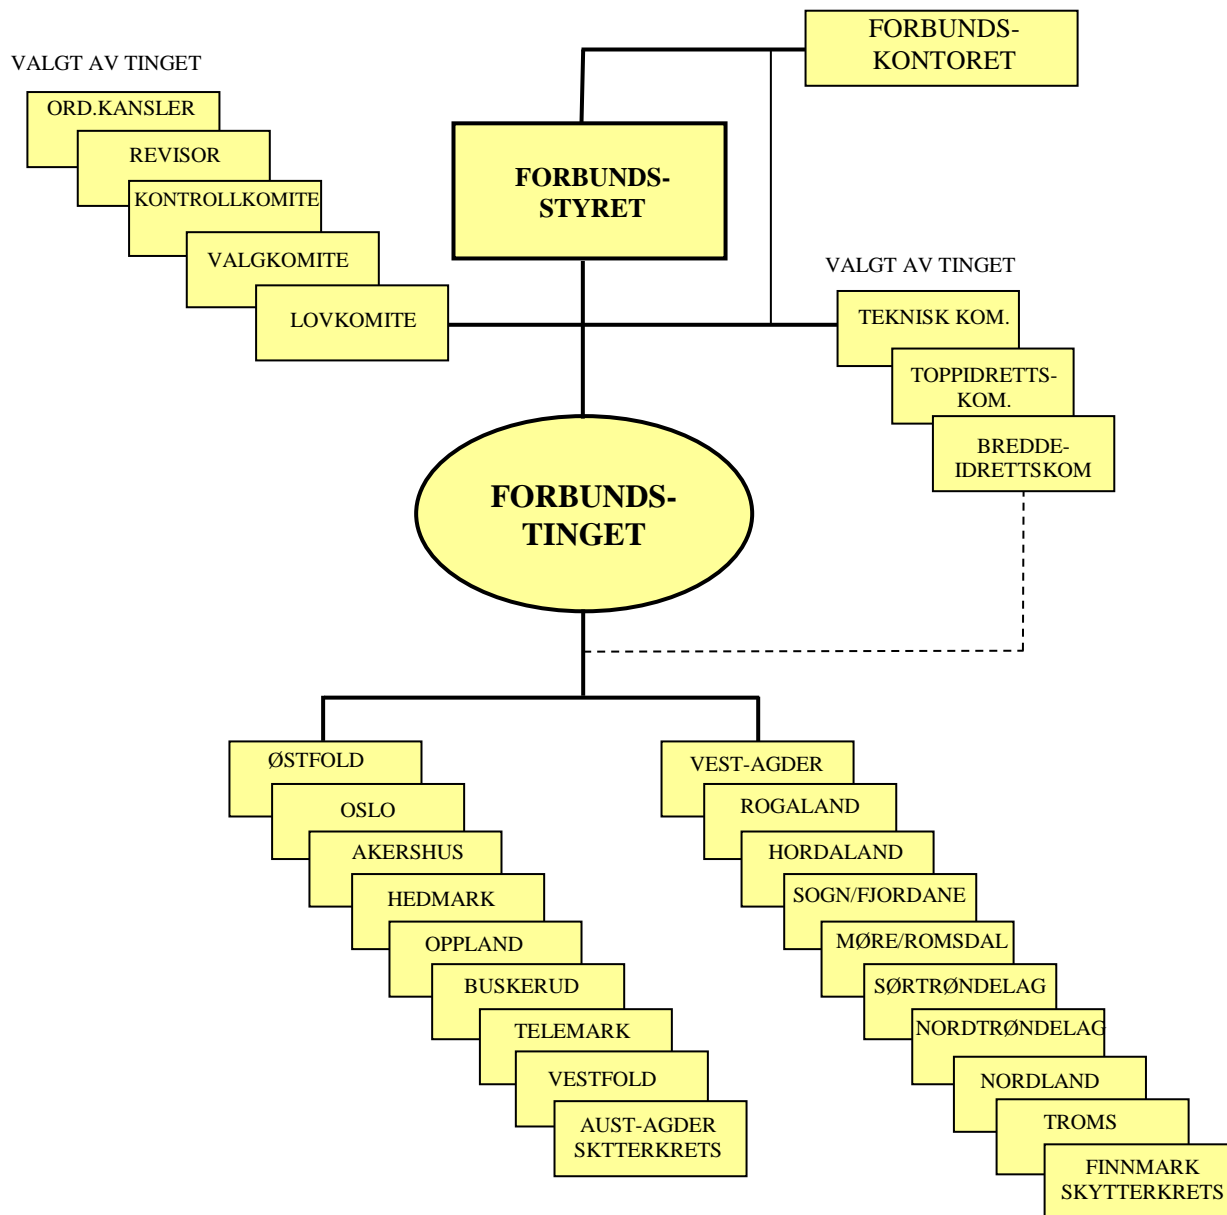 FORBUNDS-
KONTORET
VALGT AV TINGET
ORD.KANSLER
REVISOR
KONTROLLKOMITE
VALGKOMITE
LOVKOMITE
FORBUNDS-
STYRET
VALGT AV TINGET
TEKNISK KOM.
TOPPIDRETTS-
KOM.
BREDDE-
IDRETTSKOM
FORBUNDS-
TINGET
ØSTFOLD
OSLO
AKERSHUS
HEDMARK
OPPLAND
BUSKERUD
TELEMARK
VESTFOLD
AUST-AGDER
SKTTERKRETS
VEST-AGDER
ROGALAND
HORDALAND
SOGN/FJORDANE
MØRE/ROMSDAL
SØRTRØNDELAG
NORDTRØNDELAG
NORDLAND
TROMS
FINNMARK
SKYTTERKRETS